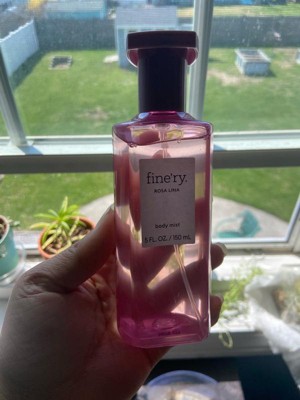 fine'ry.
ROSA LINA
body mist
5 FL. OZ. / 150 mL